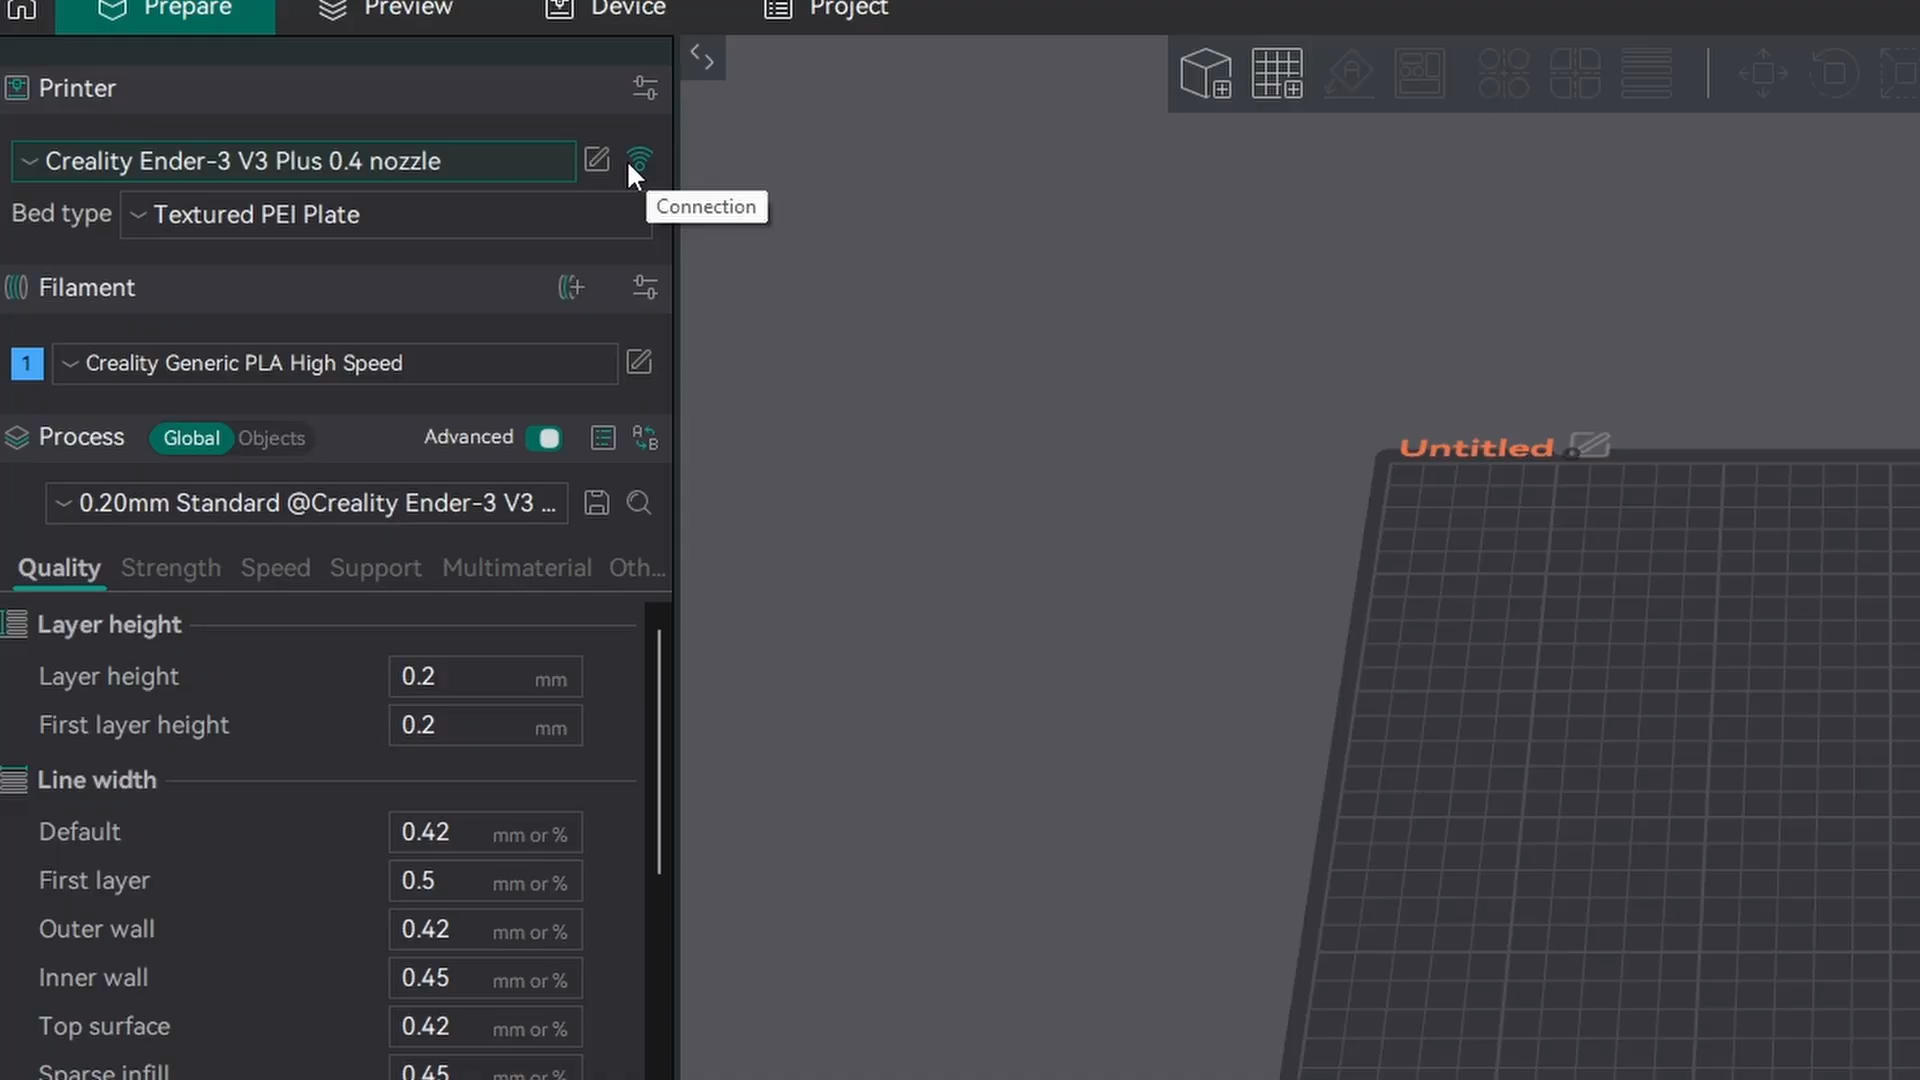 Prepare
Preview
Device
Project
Printer
Creality Ender-3 V3 Plus 0.4 nozzle
Connection
Bed type
Textured PEI Plate
Filament
1
Creality Generic PLA High Speed
Process
Global
Objects
Advanced
0.20mm Standard @Creality Ender-3 V3 ...
Quality
Strength
Speed
Support
Multimaterial
Oth...
Layer height
Layer height
0.2
mm
First layer height
0.2
mm
Line width
Default
0.42
mm or %
First layer
0.5
mm or %
Outer wall
0.42
mm or %
Inner wall
0.45
mm or %
Top surface
0.42
mm or %
Sparse infill
0.45
mm or %
Untitled